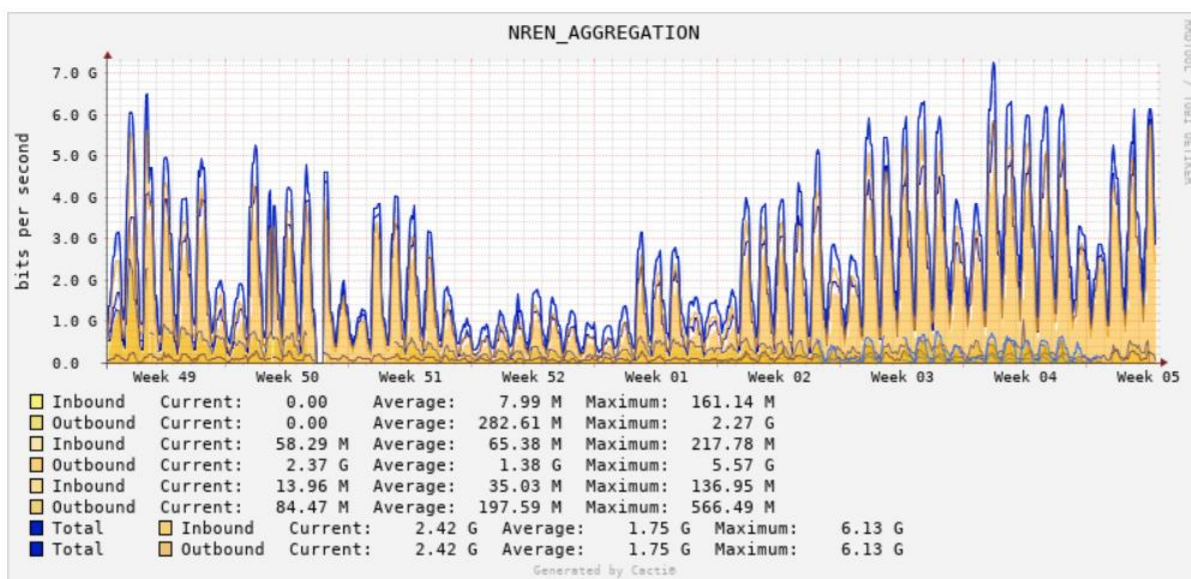 NREN_AGGREGATION
RRDTOOL / TOBI OETIKER
bits per second
7.0 G
6.0 G
5.0 G
4.0 G
3.0 G
2.0 G
1.0 G
0.0
Week 49 Week 50 Week 51 Week 52 Week 01 Week 02 Week 03 Week 04 Week 05
Inbound Current: 0.00 Average: 7.99 M Maximum: 161.14 M
Outbound Current: 0.00 Average: 282.61 M Maximum: 2.27 G
Inbound Current: 58.29 M Average: 65.38 M Maximum: 217.78 M
Outbound Current: 2.37 G Average: 1.38 G Maximum: 5.57 G
Inbound Current: 13.96 M Average: 35.03 M Maximum: 136.95 M
Outbound Current: 84.47 M Average: 197.59 M Maximum: 566.49 M
Total Inbound Current: 2.42 G Average: 1.75 G Maximum: 6.13 G
Total Outbound Current: 2.42 G Average: 1.75 G Maximum: 6.13 G
Generated by Cacti®